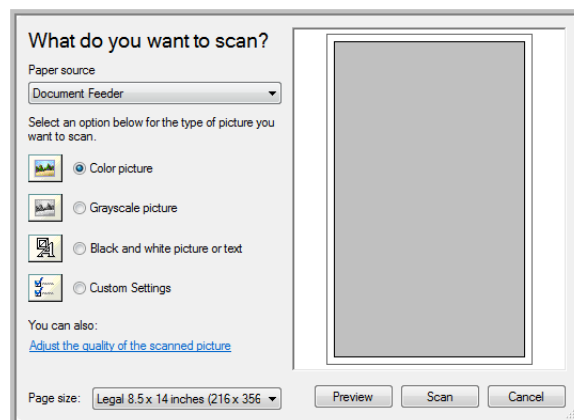 What do you want to scan?
Paper source
Document Feeder
Select an option below for the type of picture you
want to scan.
Color picture
Grayscale picture
Black and white picture or text
Custom Settings
You can also:
Adjust the quality of the scanned picture
Page size: Legal 8.5 x 14 inches (216 x 356
Preview Scan Cancel